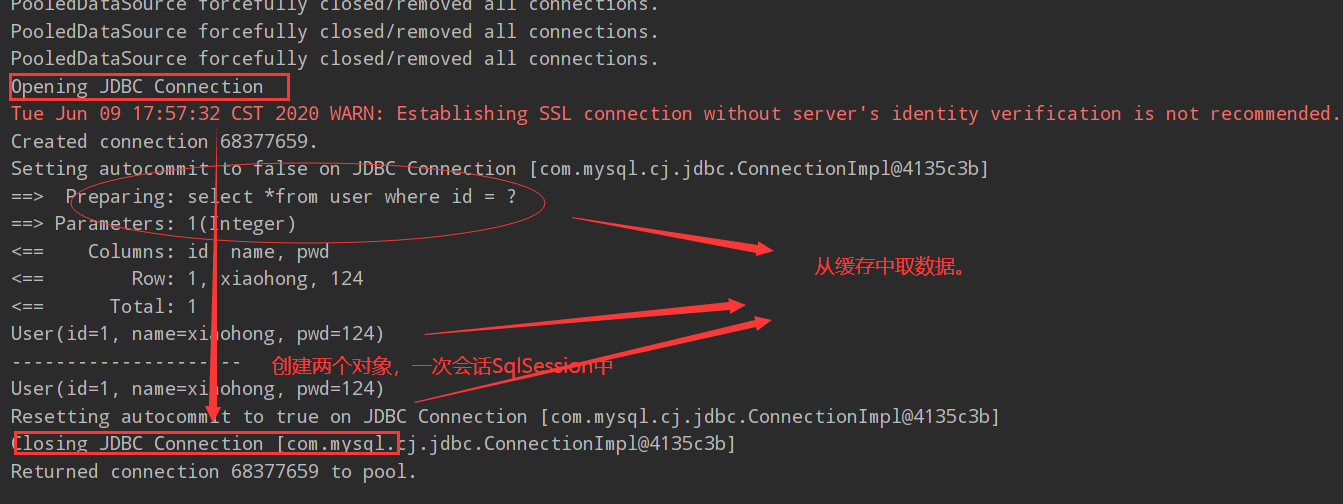 PooledDataSource forcefully closed/removed all connections.
PooledDataSource forcefully closed/removed all connections.
PooledDataSource forcefully closed/removed all connections.
Opening JDBC Connection
Tue Jun 09 17:57:32 CST 2020 WARN: Establishing SSL connection without server's identity verification is not recommended.
Created connection 68377659.
Setting autocommit to false on JDBC Connection [com.mysql.cj.jdbc.ConnectionImpl@4135c3b]
==>  Preparing: select *from user where id = ?
==> Parameters: 1(Integer)
<==    Columns: id, name, pwd
从缓存中取数据。
<==        Row: 1, xiaohong, 124
<==      Total: 1
User(id=1, name=xiaohong, pwd=124)
---------------------
创建两个对象，一次会话SqlSession中
User(id=1, name=xiaohong, pwd=124)
Resetting autocommit to true on JDBC Connection [com.mysql.cj.jdbc.ConnectionImpl@4135c3b]
Closing JDBC Connection [com.mysql.cj.jdbc.ConnectionImpl@4135c3b]
Returned connection 68377659 to pool.